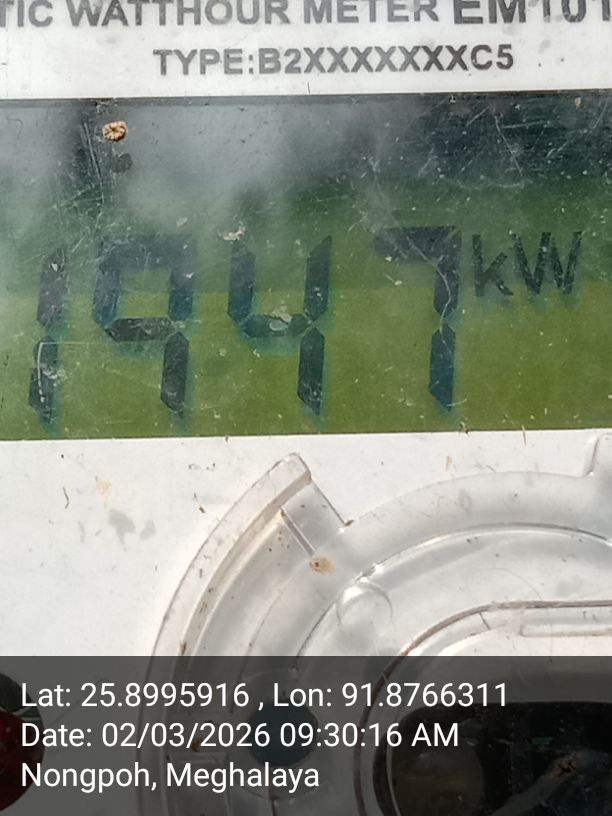 TIC WATTHOUR METER EM101
TYPE:B2XXXXXXXC5
1947 kW
Lat: 25.8995916 , Lon: 91.8766311
Date: 02/03/2026 09:30:16 AM
Nongpoh, Meghalaya